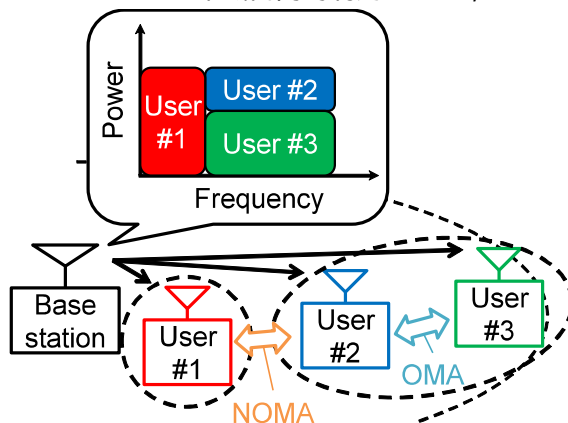 Power
User
#1
User #2
User #3
Frequency
Base
station
User
#1
User
#2
User
#3
OMA
NOMA